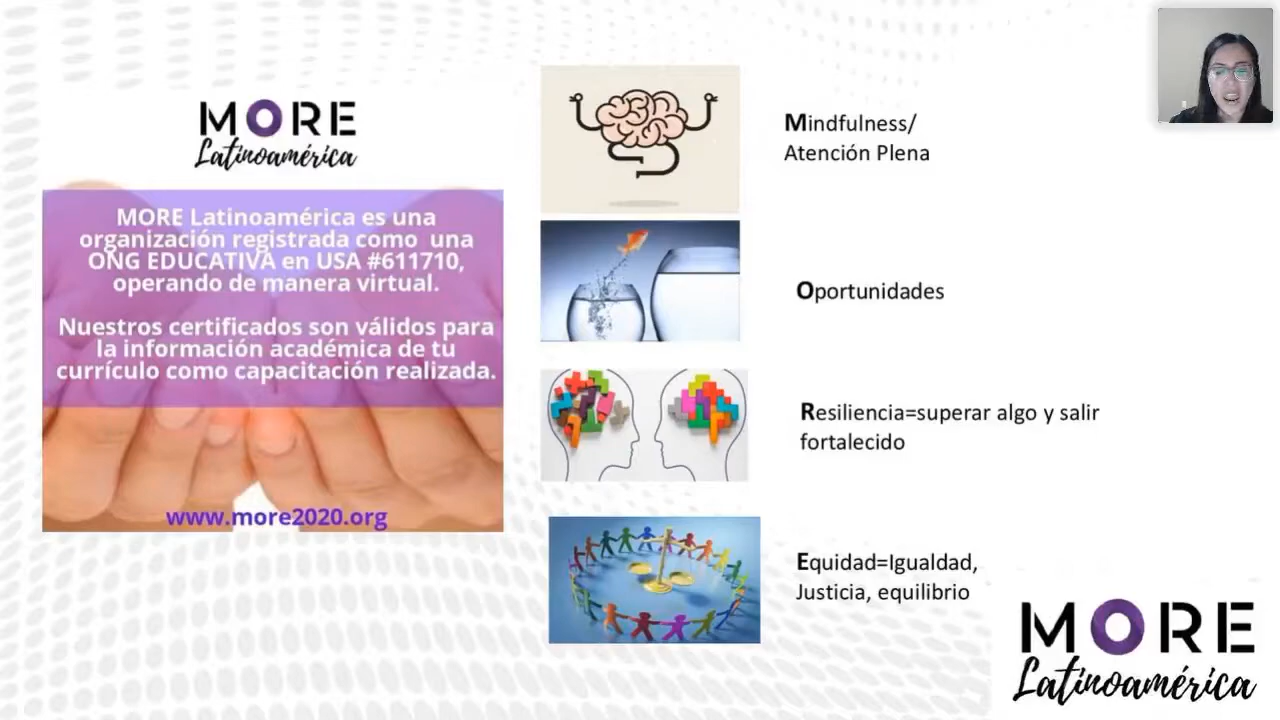 MORE
Latinoamérica
MORE Latinoamérica es una
organización registrada como una
ONG EDUCATIVA en USA #611710,
operando de manera virtual.
Nuestros certificados son válidos para
la información académica de tu
currículo como capacitación realizada.
www.more2020.org
Mindfulness/
Atención Plena
Oportunidades
Resiliencia=superar algo y salir
fortalecido
Equidad=Igualdad,
Justicia, equilibrio
MORE
Latinoamérica